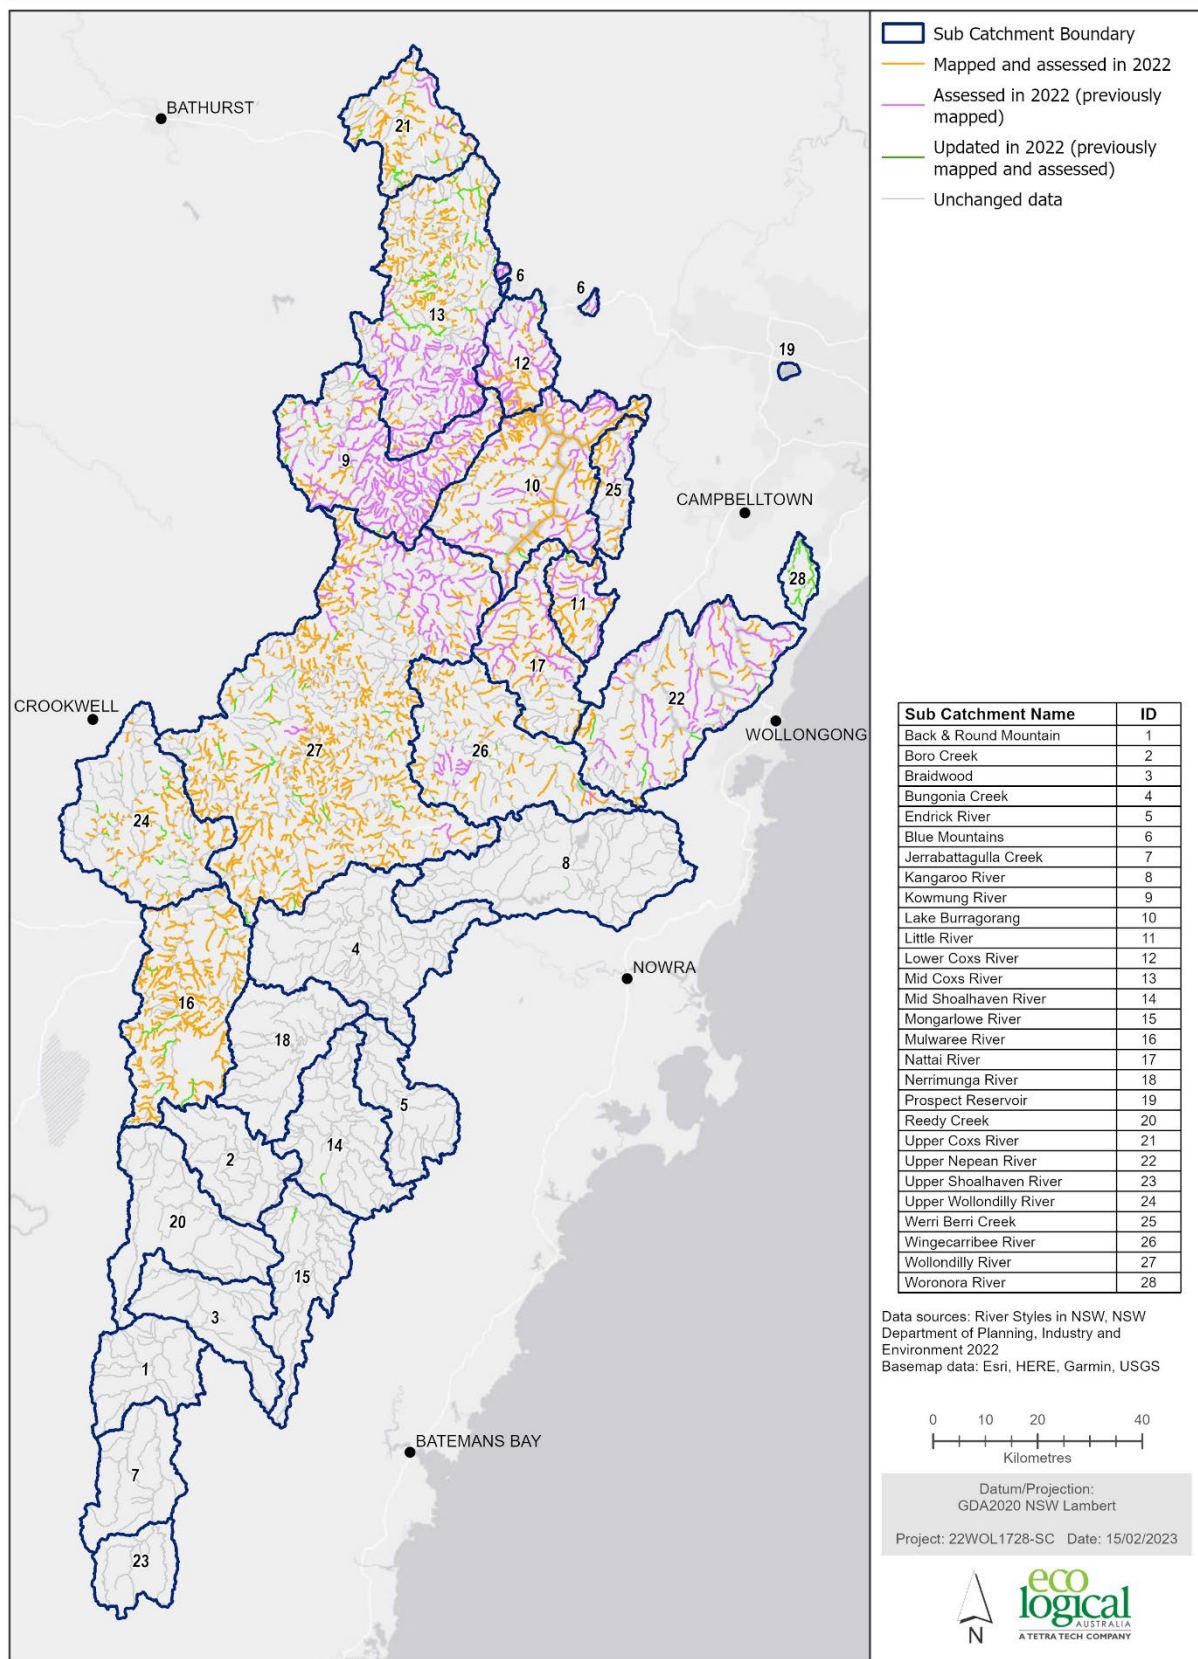 Sub Catchment Boundary
Mapped and assessed in 2022
Assessed in 2022 (previously
mapped)
Updated in 2022 (previously
mapped and assessed)
Unchanged data
BATHURST
21
6
6
13
19
12
9
10
25
CAMPBELLTOWN
28
11
17
22
CROOKWELL
WOLLONGONG
27
26
24
8
4
NOWRA
16
18
5
14
2
20
15
3
1
BATEMANS BAY
7
23
Sub Catchment Name ID
Back & Round Mountain 1
Boro Creek 2
Braidwood 3
Bungonia Creek 4
Endrick River 5
Blue Mountains 6
Jerrabattagulla Creek 7
Kangaroo River 8
Kowmung River 9
Lake Burragorang 10
Little River 11
Lower Coxs River 12
Mid Coxs River 13
Mid Shoalhaven River 14
Mongarlowe River 15
Mulwaree River 16
Nattai River 17
Nerrimunga River 18
Prospect Reservoir 19
Reedy Creek 20
Upper Coxs River 21
Upper Nepean River 22
Upper Shoalhaven River 23
Upper Wollondilly River 24
Werri Berri Creek 25
Wingecarribee River 26
Wollondilly River 27
Woronora River 28
Data sources: River Styles in NSW, NSW
Department of Planning, Industry and
Environment 2022
Basemap data: Esri, HERE, Garmin, USGS
0 10 20 40
Kilometres
Datum/Projection:
GDA2020 NSW Lambert
Project: 22WOL1728-SC Date: 15/02/2023
N
eco
logical
AUSTRALIA
A TETRA TECH COMPANY